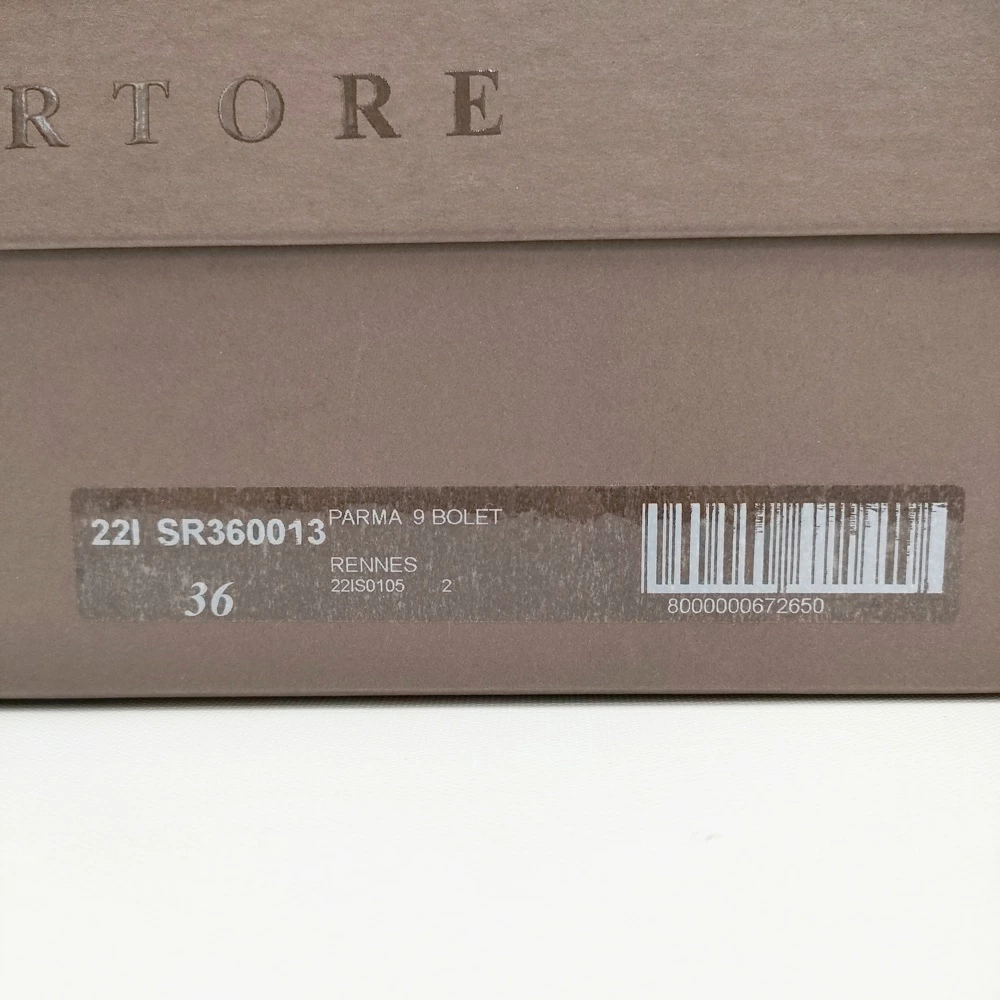 RTORE
22I SR360013
PARMA 9 BOLET
RENNES
22IS0105 2
36
8000000672650